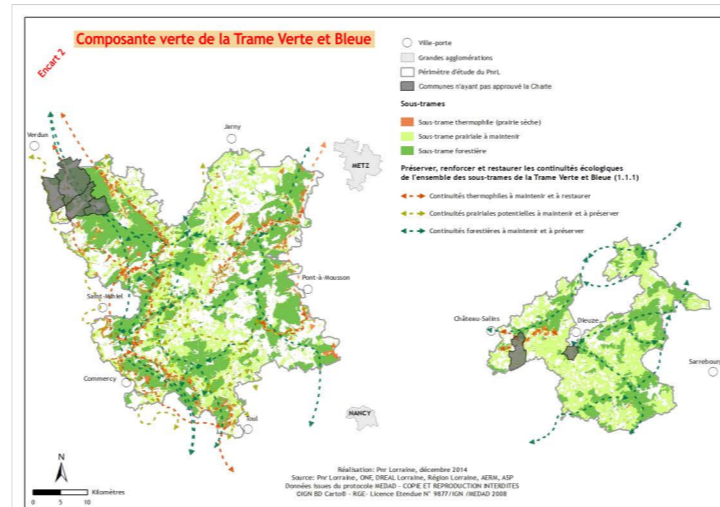 Composante verte de la Trame Verte et Bleue
Encart 2
Ville-porte
Grandes agglomérations
Périmètre d'étude du PnrL
Communes n'ayant pas approuvé la Charte
Sous-trames
Sous-trame thermophile (prairie sèche)
Sous-trame prairiale à maintenir
Sous-trame forestière
Préserver, renforcer et restaurer les continuités écologiques
de l'ensemble des sous-trames de la Trame Verte et Bleue (1.1.1)
Continuités thermophiles à maintenir et à restaurer
Continuités prairiales potentielles à maintenir et à préserver
Continuités forestières à maintenir et à préserver
Verdun
Jarny
METZ
Pont-à-Mousson
Saint-Mihiel
Commercy
Toul
NANCY
Château-Salins
Dieuze
Sarrebourg
N
0 5 10 Kilomètres
Réalisation: Pnr Lorraine, décembre 2014
Source: Pnr Lorraine, ONF, DREAL Lorraine, Région Lorraine, AERM, ASP
Données issues du protocole MEDAD - COPIE ET REPRODUCTION INTERDITES
©IGN BD Carto® - RGE- Licence Etendue N° 9877/IGN /MEDAD 2008